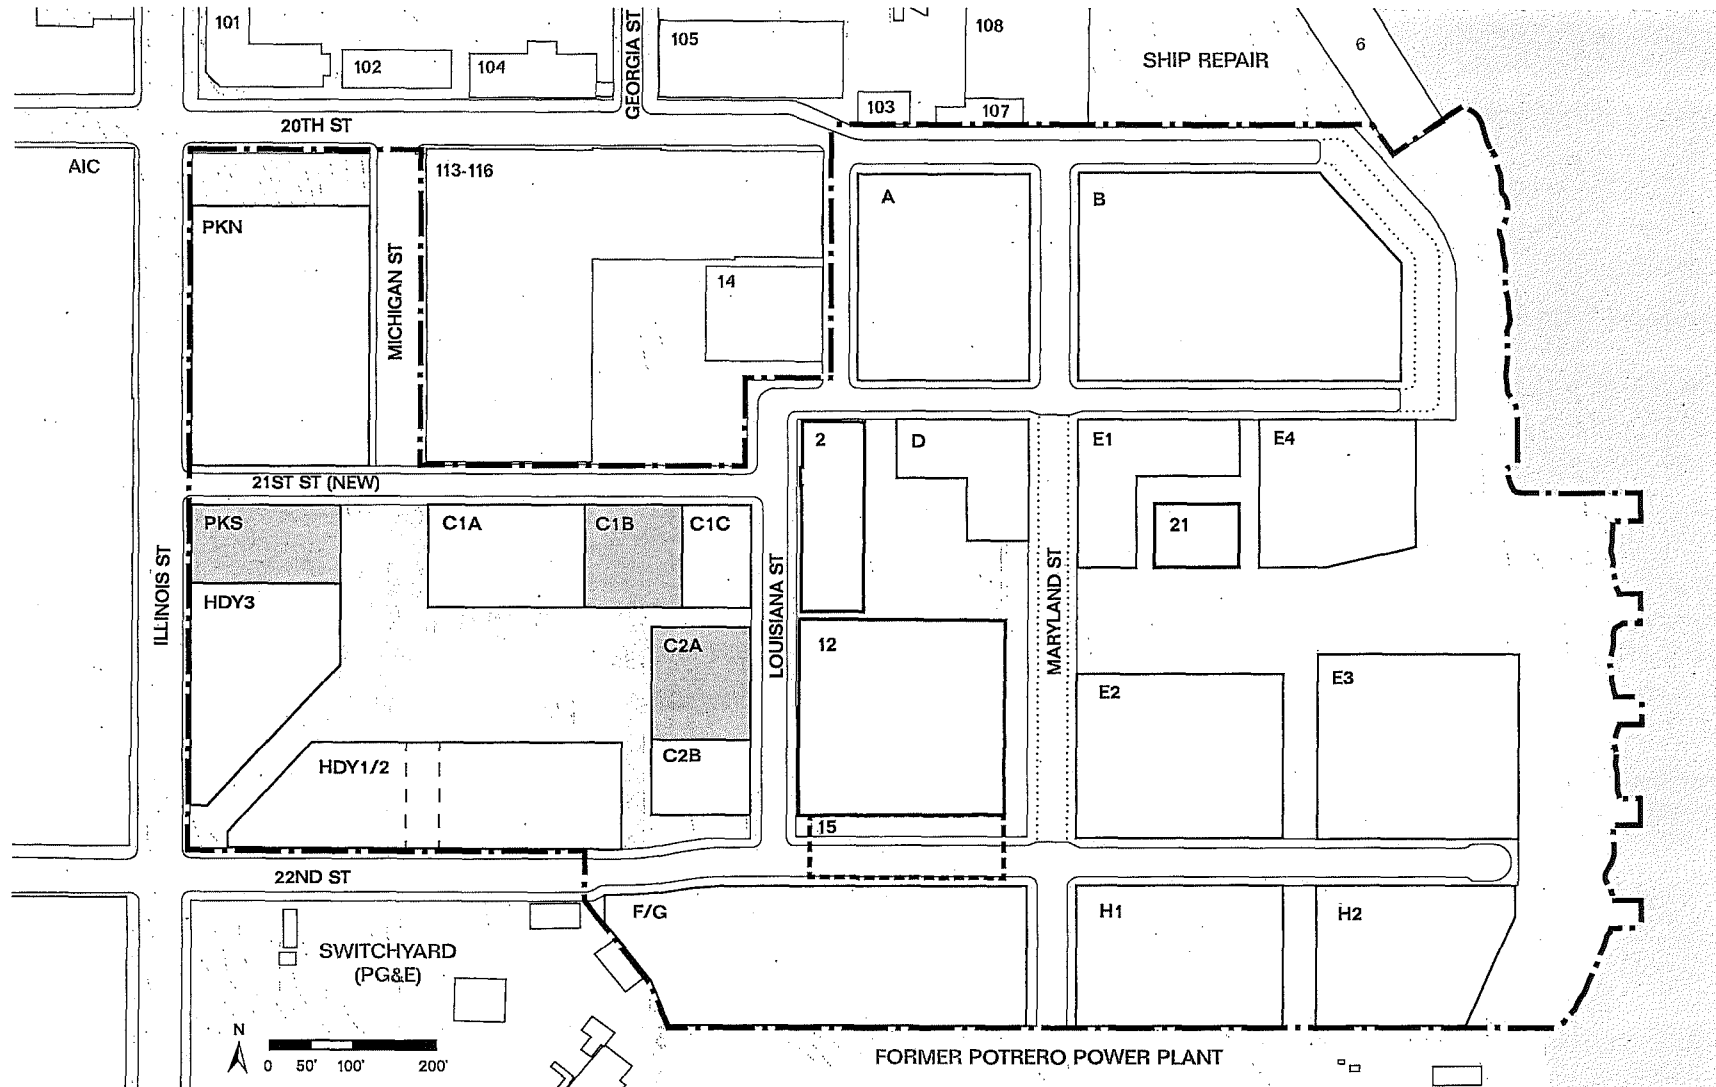 101
102
104
GEORGIA ST
105
108
103
107
SHIP REPAIR
6
20TH ST
AIC
113-116
A
B
PKN
MICHIGAN ST
14
2
D
E1
E4
21ST ST (NEW)
PKS
C1A
C1B
C1C
21
ILLINOIS ST
LOUISIANA ST
MARYLAND ST
HDY3
C2A
12
E2
E3
HDY1/2
C2B
15
22ND ST
F/G
H1
H2
SWITCHYARD
(PG&E)
N
0 50' 100' 200'
FORMER POTRERO POWER PLANT